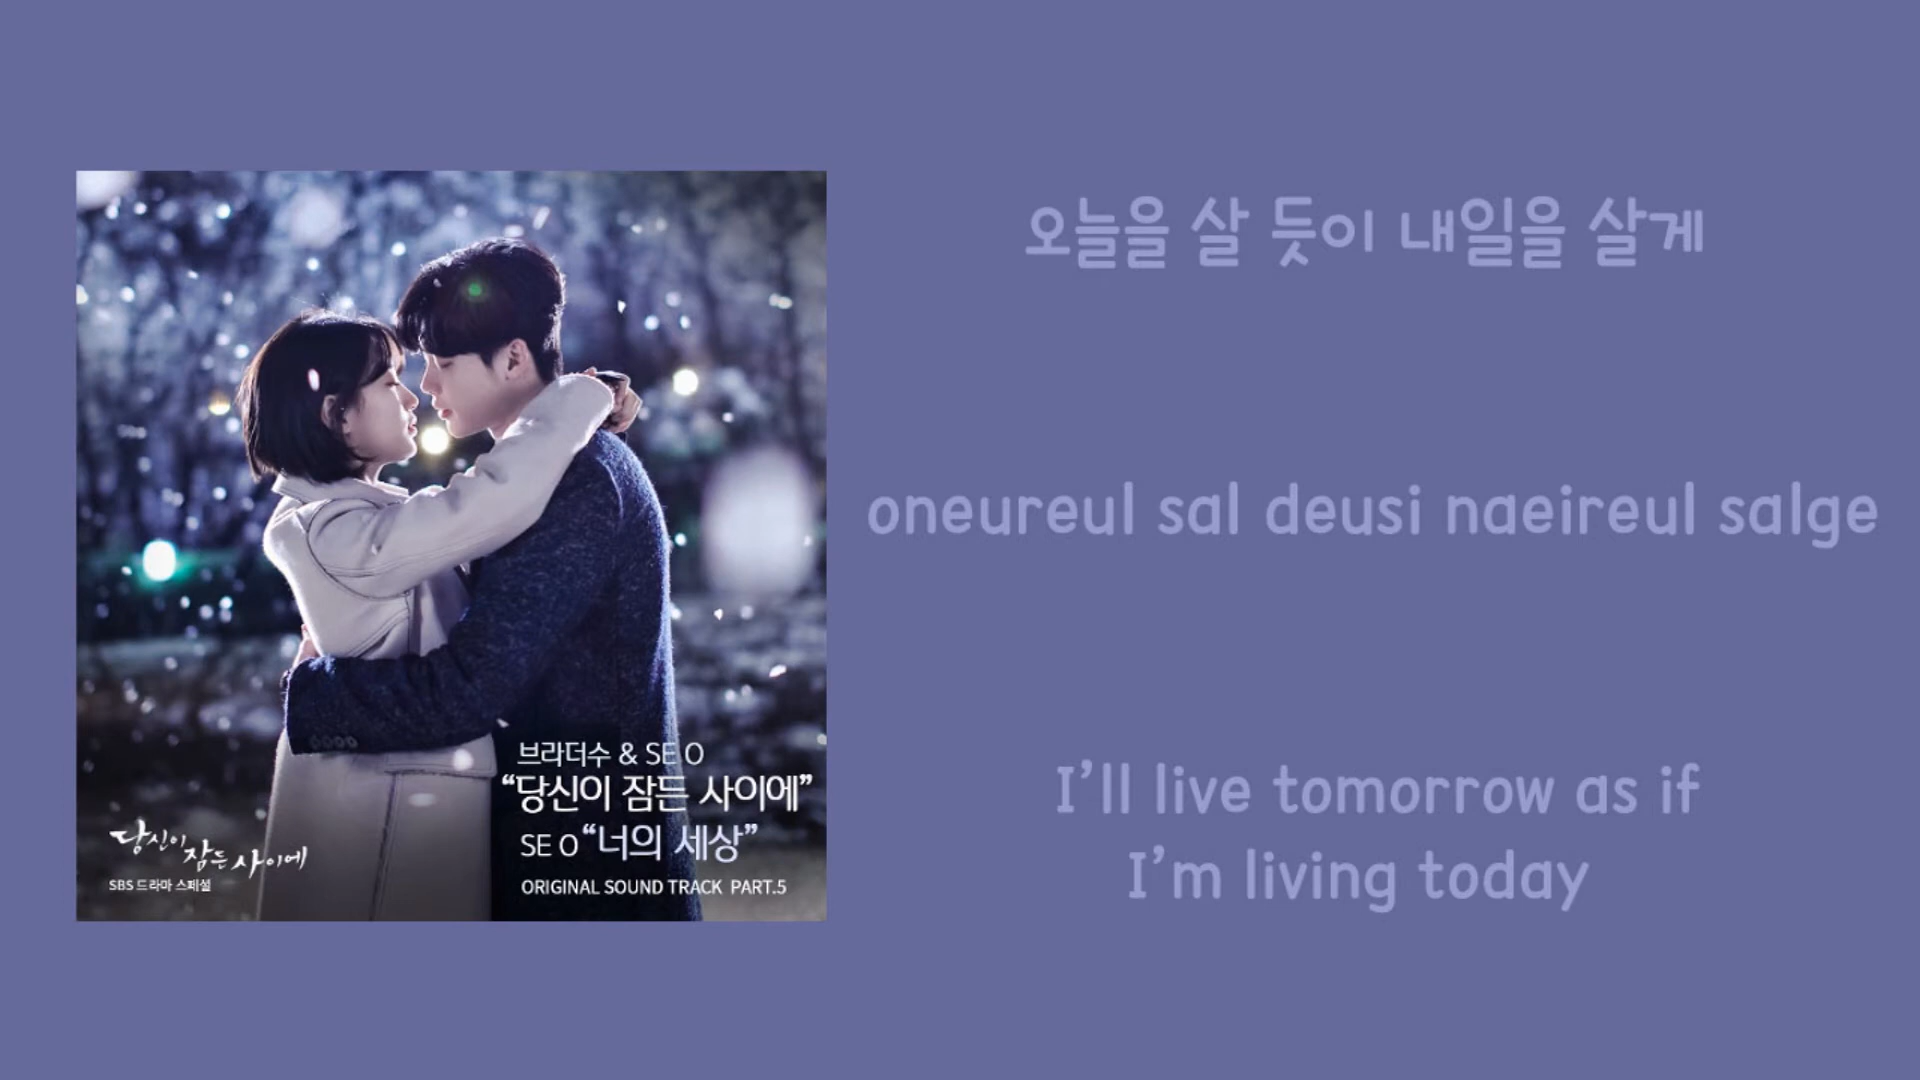 브라더수 & SE O
“당신이 잠든 사이에”
SE O “너의 세상”
ORIGINAL SOUND TRACK PART.5
당신이 잠든 사이에
SBS 드라마 스페셜
오늘을 살 듯이 내일을 살게
oneureul sal deusi naeireul salge
I’ll live tomorrow as if
I’m living today